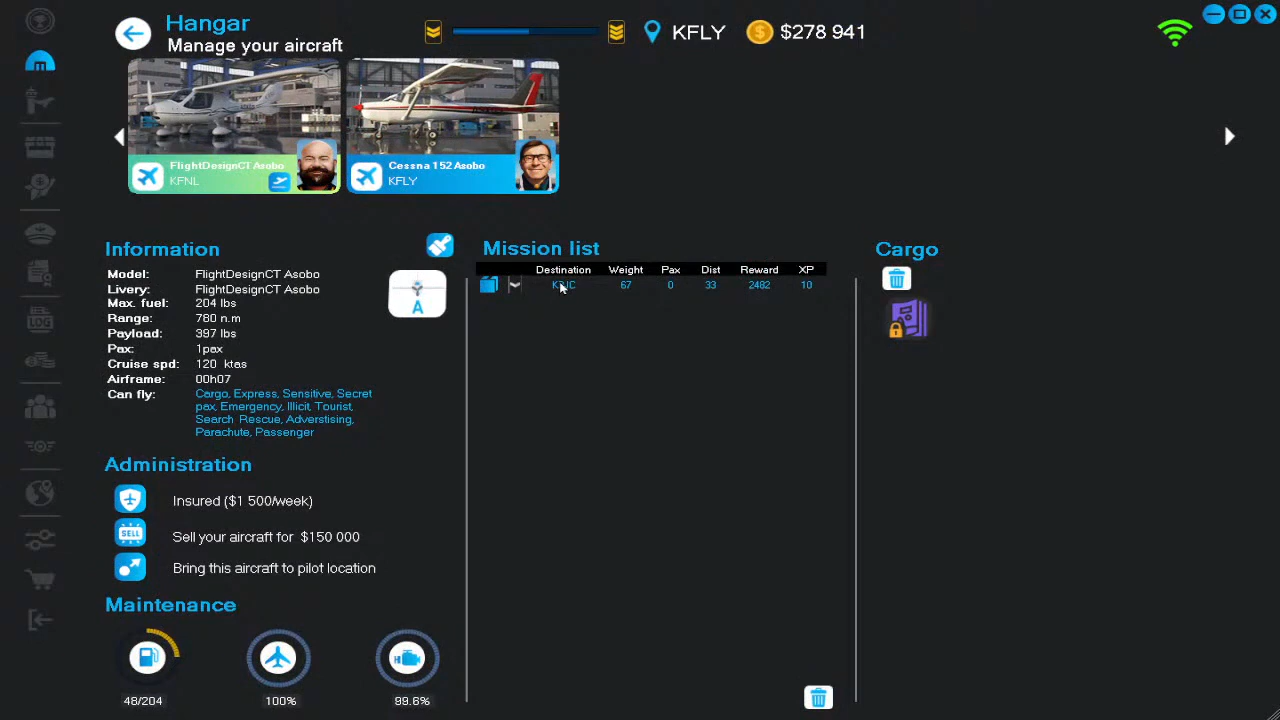 Hangar
Manage your aircraft
KFLY
$278 941
FlightDesignCT Asobo
KFNL
Cessna 152 Asobo
KFLY
Information
Model: FlightDesignCT Asobo
Livery: FlightDesignCT Asobo
Max. fuel: 204 lbs
Range: 780 n.m
Payload: 397 lbs
Pax: 1pax
Cruise spd: 120 ktas
Airframe: 00h07
Can fly: Cargo, Express, Sensitive, Secret
pax, Emergency, Illicit, Tourist,
Search Rescue, Adverstising,
Parachute, Passenger
A
Administration
Insured ($1 500/week)
SELL
Sell your aircraft for $150 000
Bring this aircraft to pilot location
Maintenance
48/204
100%
99.6%
Mission list
Destination Weight Pax Dist Reward XP
67 0 33 2482 10
Cargo